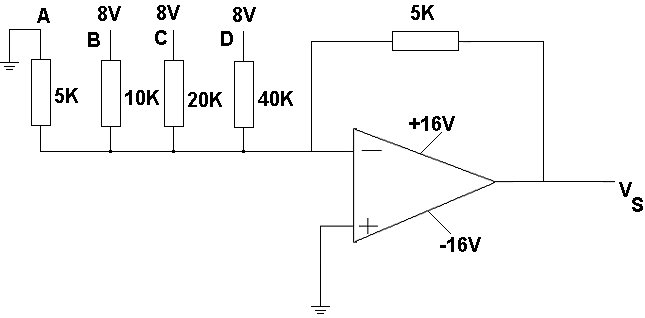 A 8V 8V 8V 5K
B C D
5K 10K 20K 40K
+16V
-16V
V S